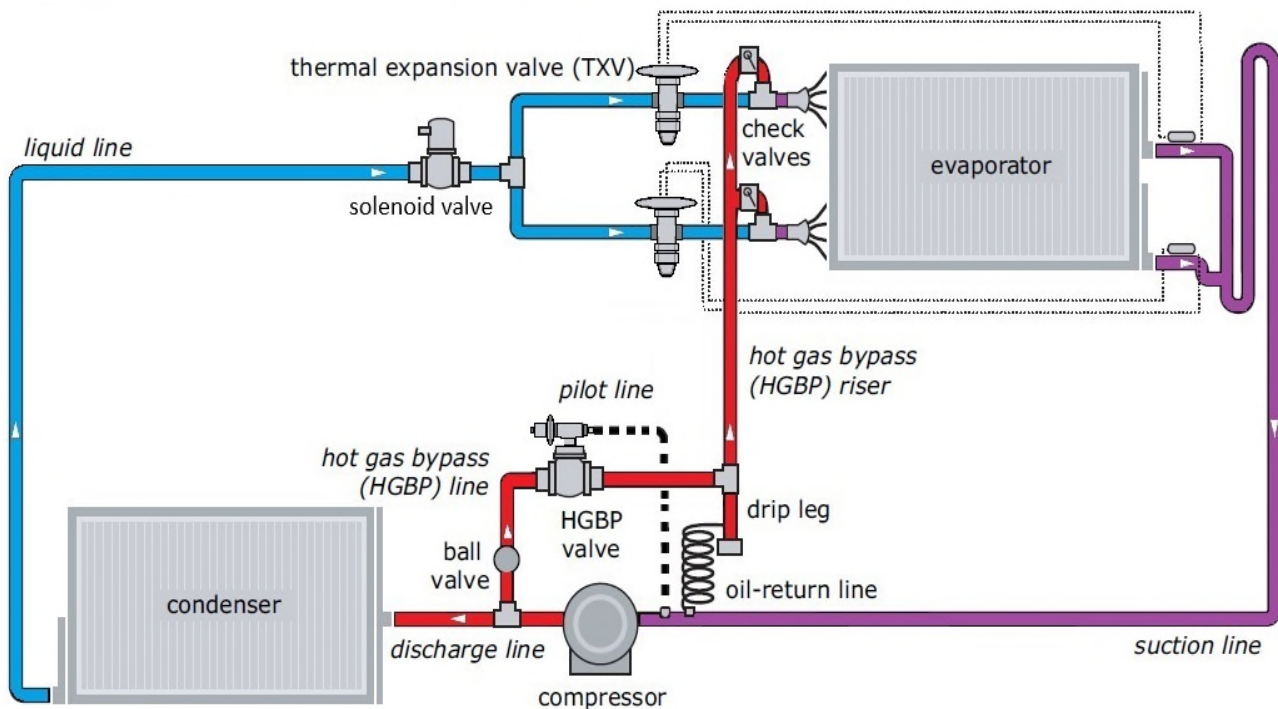 thermal expansion valve (TXV)
liquid line
solenoid valve
check
valves
evaporator
hot gas bypass
(HGBP) riser
pilot line
hot gas bypass
(HGBP) line
HGBP
valve
drip leg
ball
valve
oil-return line
condenser
discharge line
compressor
suction line